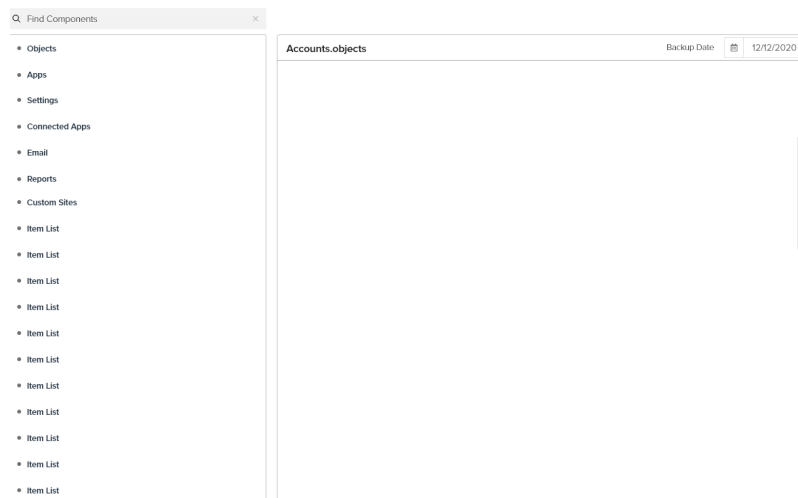 Find Components
Objects
Accounts.objects
Backup Date
12/12/2020
Apps
Settings
Connected Apps
Email
Reports
Custom Sites
Item List
Item List
Item List
Item List
Item List
Item List
Item List
Item List
Item List
Item List
Item List